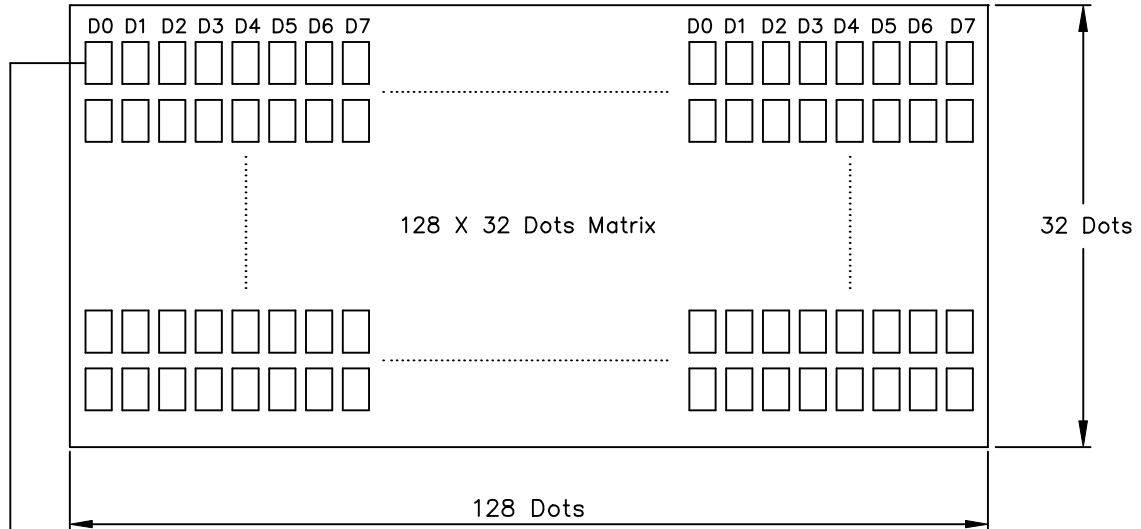 D0 D1 D2 D3 D4 D5 D6 D7 D0 D1 D2 D3 D4 D5 D6 D7
128 X 32 Dots Matrix
32 Dots
128 Dots